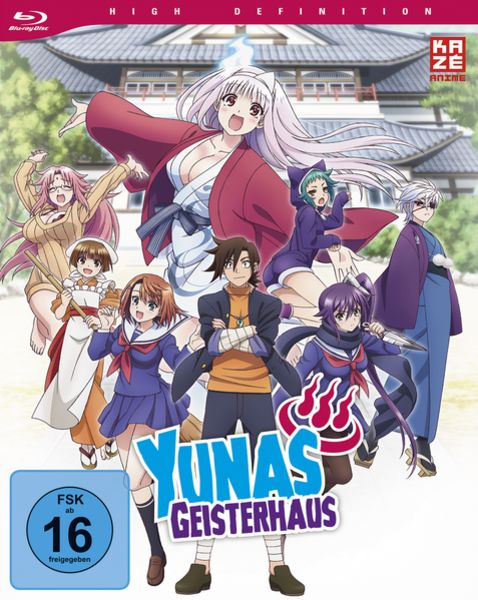 Blu-ray Disc
HIGH DEFINITION
KAZÉ
ANIME
YUNAS
GEISTERHAUS
FSK
ab
16
freigegeben